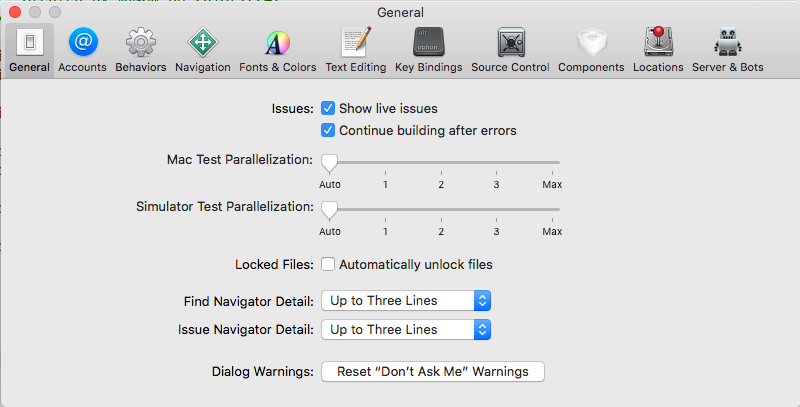 General
General Accounts Behaviors Navigation Fonts & Colors Text Editing Key Bindings Source Control Components Locations Server & Bots
Issues: Show live issues
Continue building after errors
Mac Test Parallelization:
Auto 1 2 3 Max
Simulator Test Parallelization:
Auto 1 2 3 Max
Locked Files: Automatically unlock files
Find Navigator Detail: Up to Three Lines
Issue Navigator Detail: Up to Three Lines
Dialog Warnings: Reset “Don’t Ask Me” Warnings